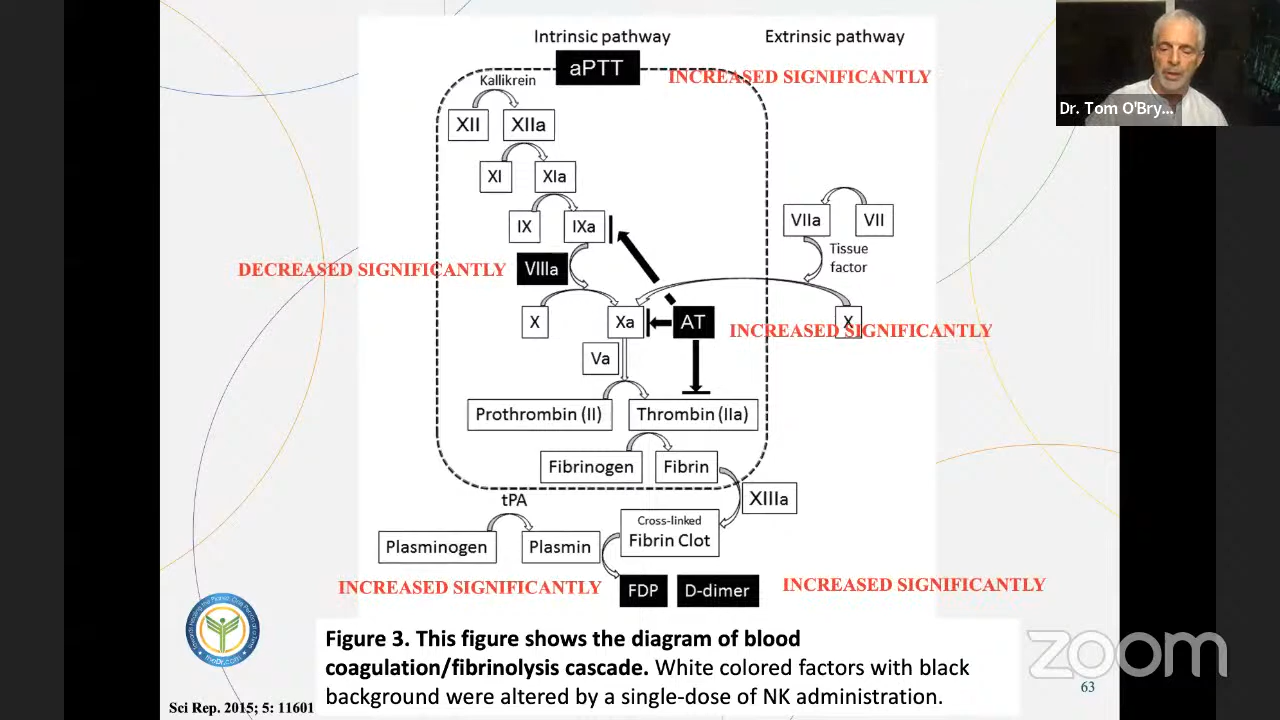 Intrinsic pathway
Extrinsic pathway
aPTT
INCREASED SIGNIFICANTLY
Kallikrein
XII
XIIa
XI
XIa
IX
IXa
VIIa
VII
Tissue
factor
DECREASED SIGNIFICANTLY
VIIIa
X
Xa
AT
X
INCREASED SIGNIFICANTLY
Va
Prothrombin (II)
Thrombin (IIa)
Fibrinogen
Fibrin
tPA
XIIIa
Plasminogen
Plasmin
Cross-linked
Fibrin Clot
INCREASED SIGNIFICANTLY
FDP
D-dimer
INCREASED SIGNIFICANTLY
Figure 3. This figure shows the diagram of blood
coagulation/fibrinolysis cascade. White colored factors with black
background were altered by a single-dose of NK administration.
Sci Rep. 2015; 5: 11601
theDr.com
zoom
63
Dr. Tom O'Bry...